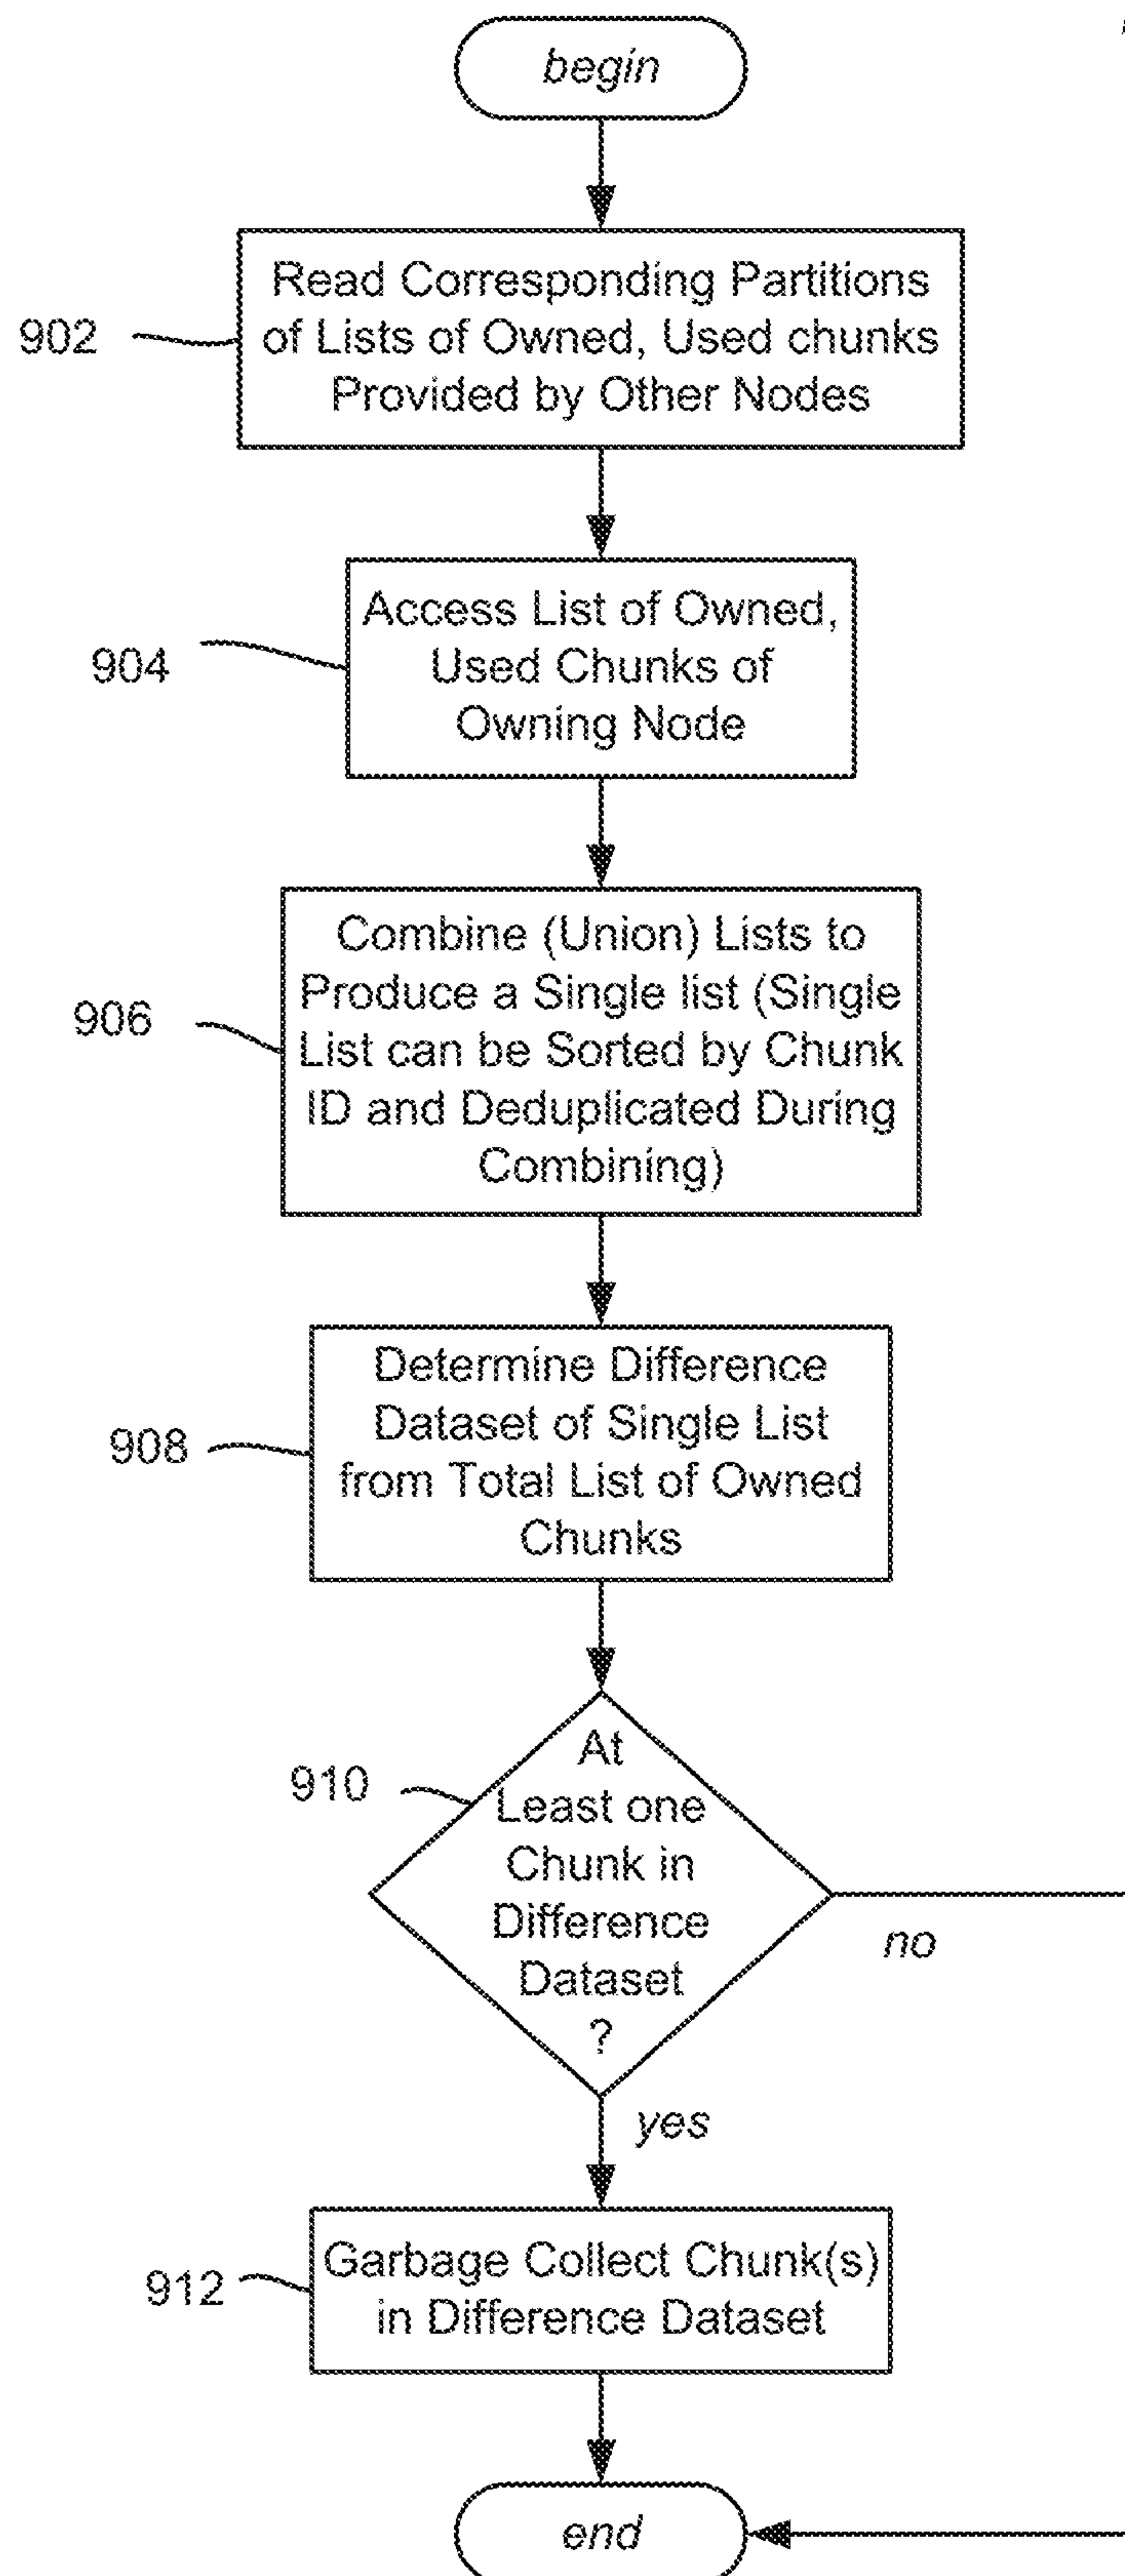 begin
902
Read Corresponding Partitions
of Lists of Owned, Used chunks
Provided by Other Nodes
904
Access List of Owned,
Used Chunks of
Owning Node
906
Combine (Union) Lists to
Produce a Single list (Single
List can be Sorted by Chunk
ID and Deduplicated During
Combining)
908
Determine Difference
Dataset of Single List
from Total List of Owned
Chunks
910
At
Least one
Chunk in
Difference
Dataset
?
no
yes
912
Garbage Collect Chunk(s)
in Difference Dataset
end